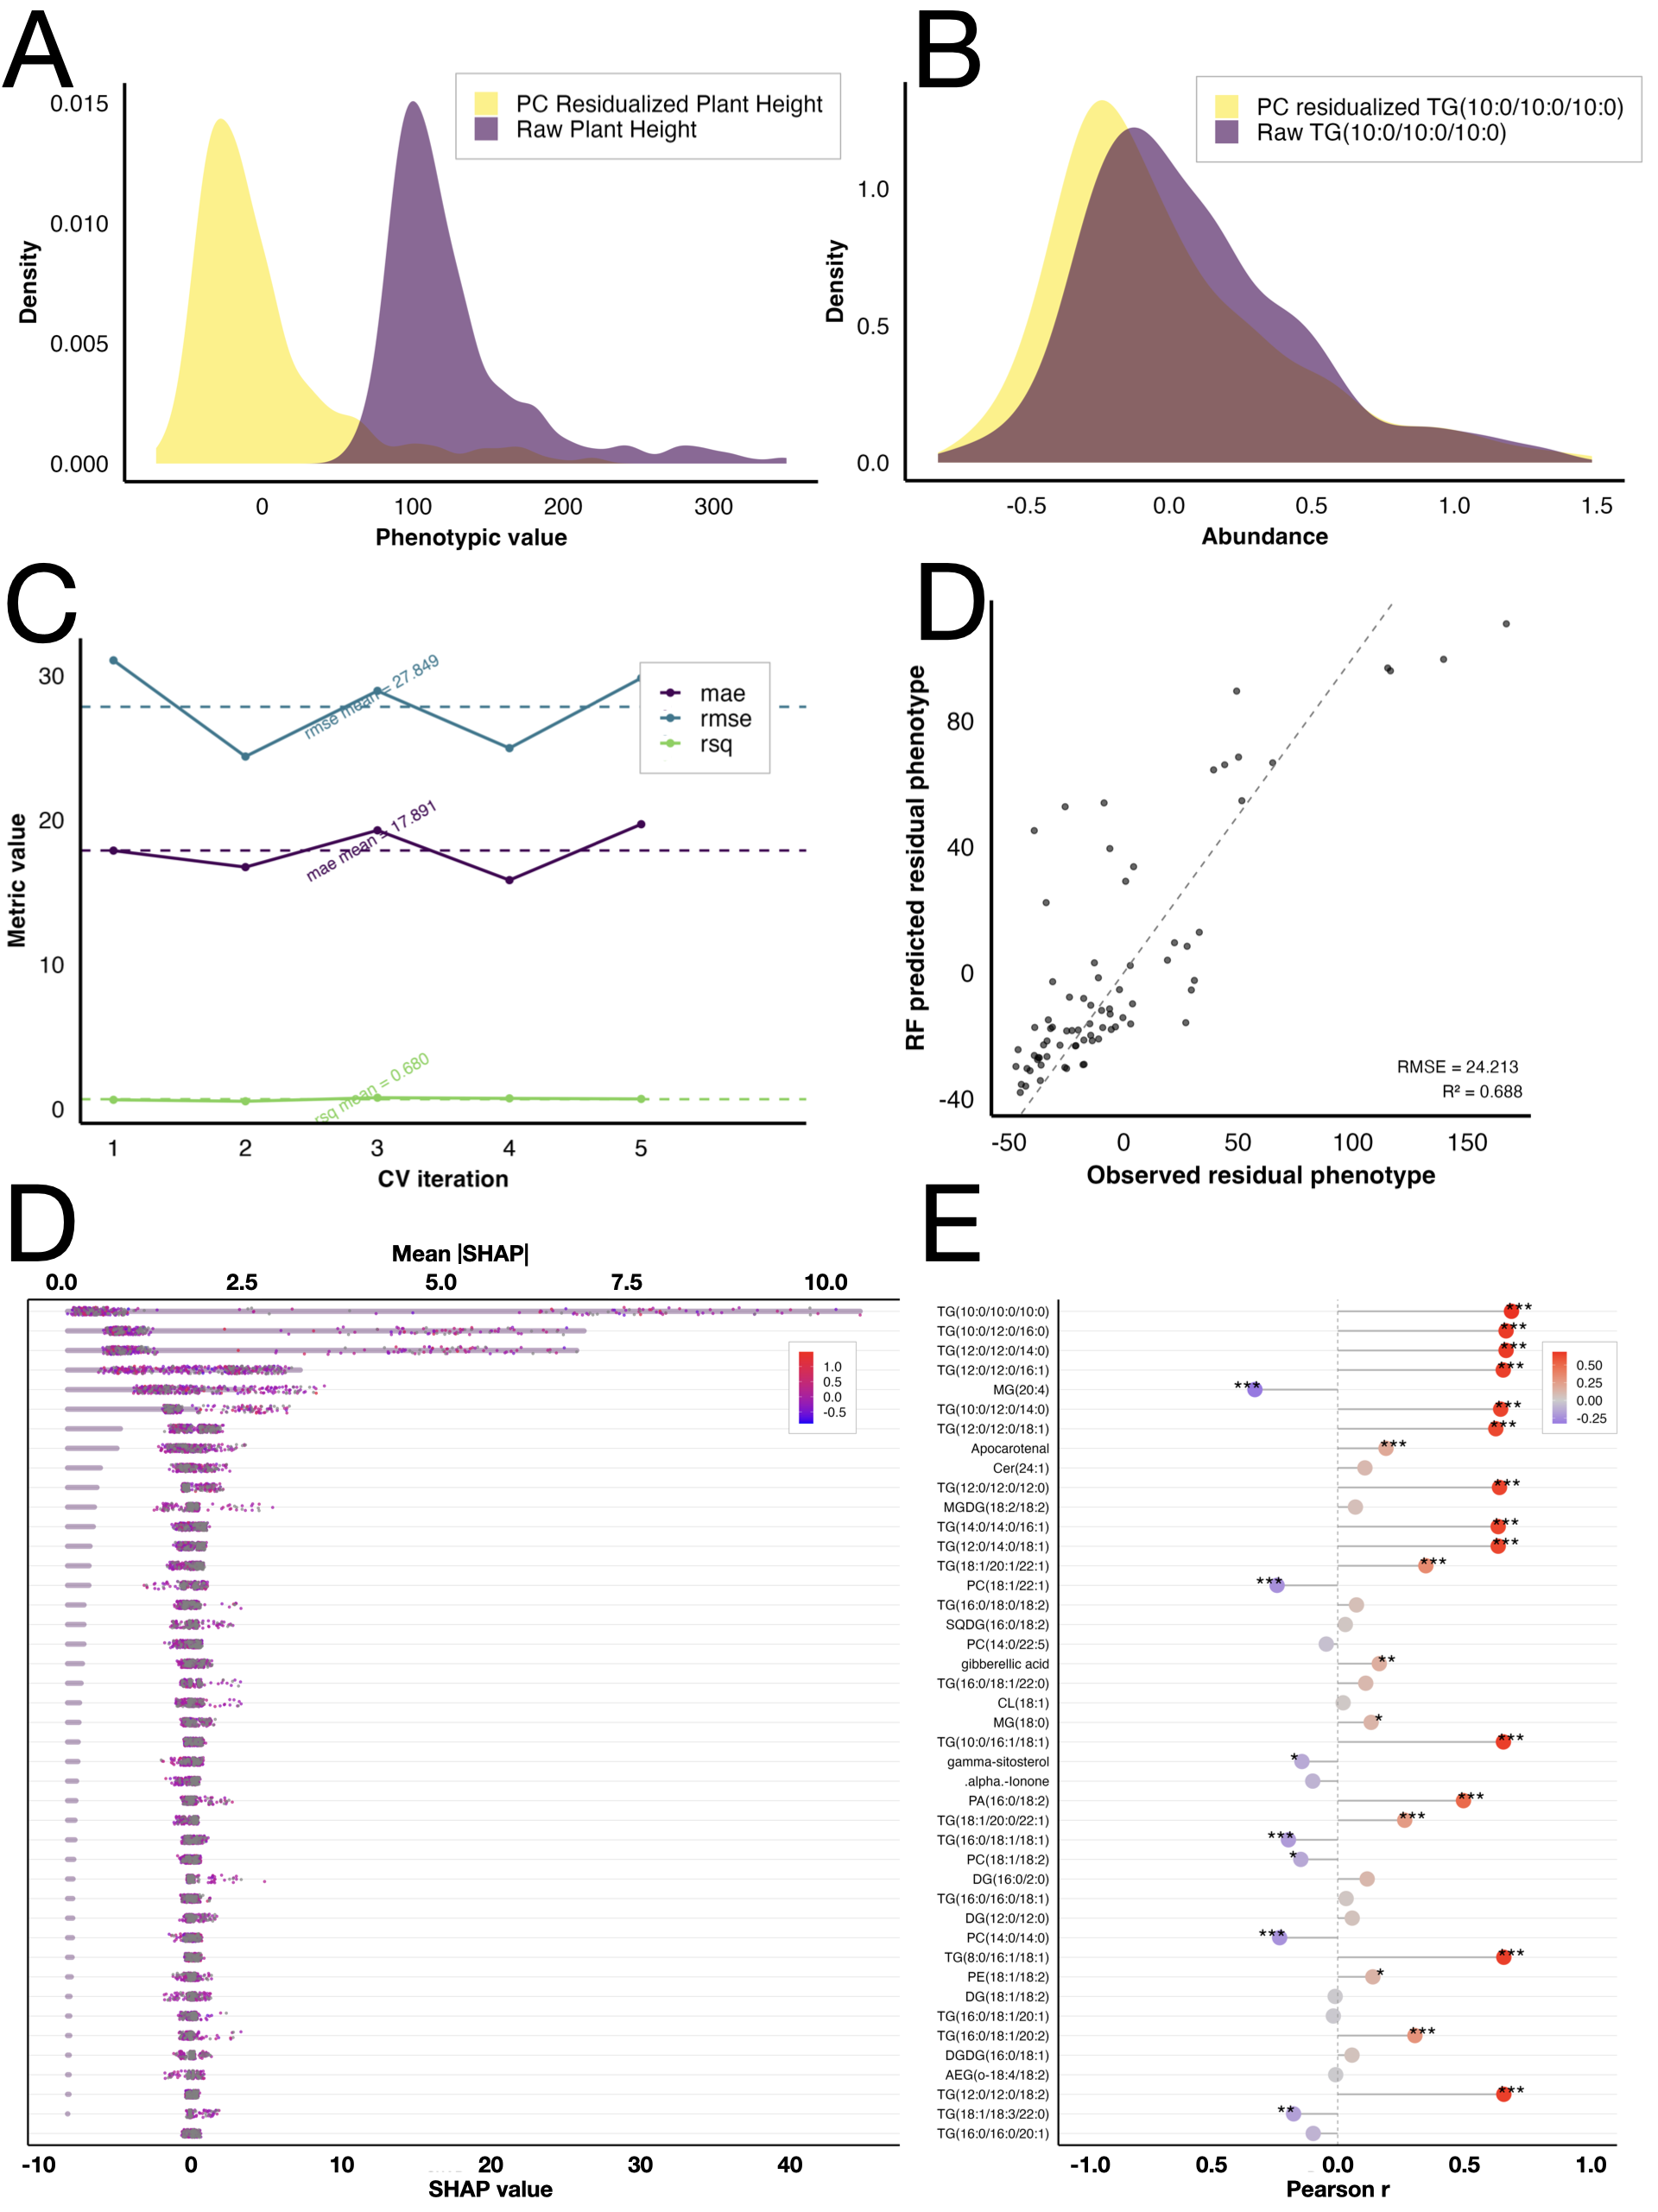 A
0.015
0.010
0.005
0.000
Density
PC Residualized Plant Height
Raw Plant Height
0
100
200
300
Phenotypic value
B
1.0
0.5
0.0
Density
PC residualized TG(10:0/10:0/10:0)
Raw TG(10:0/10:0/10:0)
-0.5
0.0
0.5
1.0
1.5
Abundance
C
30
20
10
0
Metric value
rmse mean = 27.849
mae mean = 17.891
rsq mean = 0.680
mae
rmse
rsq
1
2
3
4
5
CV iteration
D
80
40
0
-40
RF predicted residual phenotype
RMSE = 24.213
R² = 0.688
-50
0
50
100
150
Observed residual phenotype
D
Mean |SHAP|
0.0
2.5
5.0
7.5
10.0
1.0
0.5
0.0
-0.5
-10
0
10
20
30
40
SHAP value
E
TG(10:0/10:0/10:0) ***
TG(10:0/12:0/16:0) ***
TG(12:0/12:0/14:0) ***
TG(12:0/12:0/16:1) ***
MG(20:4) ***
TG(10:0/12:0/14:0) ***
TG(12:0/12:0/18:1) ***
Apocarotenal ***
Cer(24:1)
TG(12:0/12:0/12:0) ***
MGDG(18:2/18:2)
TG(14:0/14:0/16:1) ***
TG(12:0/14:0/18:1) ***
TG(18:1/20:1/22:1) ***
PC(18:1/22:1) ***
TG(16:0/18:0/18:2)
SQDG(16:0/18:2)
PC(14:0/22:5)
gibberellic acid **
TG(16:0/18:1/22:0)
CL(18:1)
MG(18:0) *
TG(10:0/16:1/18:1) ***
gamma-sitosterol *
.alpha.-Ionone
PA(16:0/18:2) ***
TG(18:1/20:0/22:1) ***
TG(16:0/18:1/18:1) ***
PC(18:1/18:2) *
DG(16:0/2:0)
TG(16:0/16:0/18:1)
DG(12:0/12:0)
PC(14:0/14:0) ***
TG(8:0/16:1/18:1) ***
PE(18:1/18:2) *
DG(18:1/18:2)
TG(16:0/18:1/20:1)
TG(16:0/18:1/20:2) ***
DGDG(16:0/18:1)
AEG(o-18:4/18:2)
TG(12:0/12:0/18:2) ***
TG(18:1/18:3/22:0) **
TG(16:0/16:0/20:1)
0.50
0.25
0.00
-0.25
-1.0
0.5
0.0
0.5
1.0
Pearson r